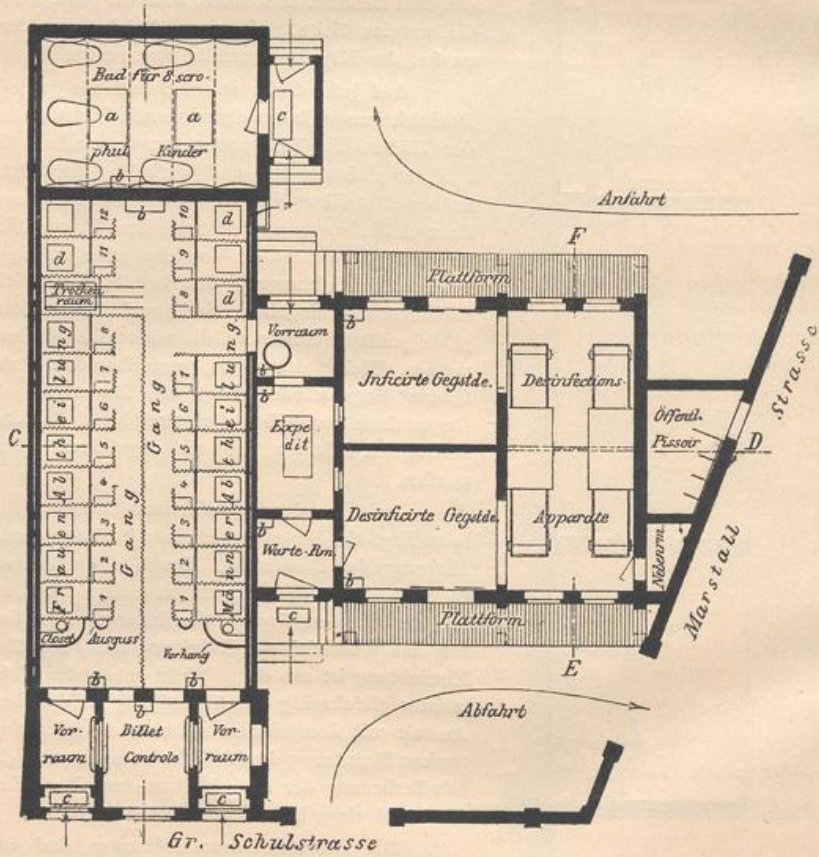 Bad für 8 scro-
a a
phul. Kinder
b
b
c
Anfahrt
F
Plattform
12 10 d
d 11 9
8 d
Trocken
raum
Frauen Abtheilung
8
7
6
5
4
3
2
1
Gang
Gang
7
6
5
4
3
2
1
Männer Abtheilung
Vorraum
b
b
Expe
dit
b
Warte-Rm.
c
b
Inficirte Gegstde.
Desinficirte Gegstde.
b
Desinfections-
Apparate
Öffentl.
Pissoir
Nebenrm.
C
D
Strasse
Marstall
Plattform
E
Closet Ausguss
Vorhang
Abfahrt
b b b
Vor-
raum
Billet
Controle
Vor-
raum
c c
Gr. Schulstrasse